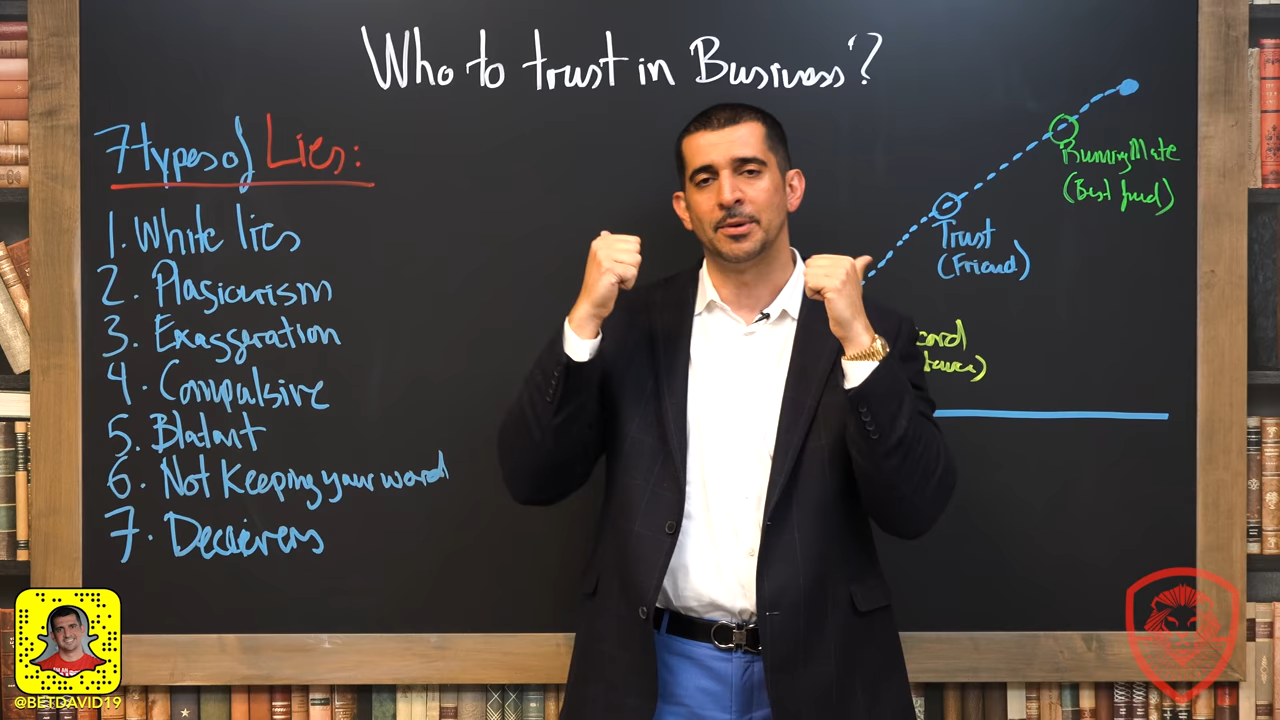 Who to trust in Business?
7 types of Lies:
1. White lies
2. Plagiarism
3. Exaggeration
4. Compulsive
5. Blatant
6. Not Keeping your word
7. Deceivers
Running Mate
(Best friend)
Trust
(Friend)
@BETDAVID19